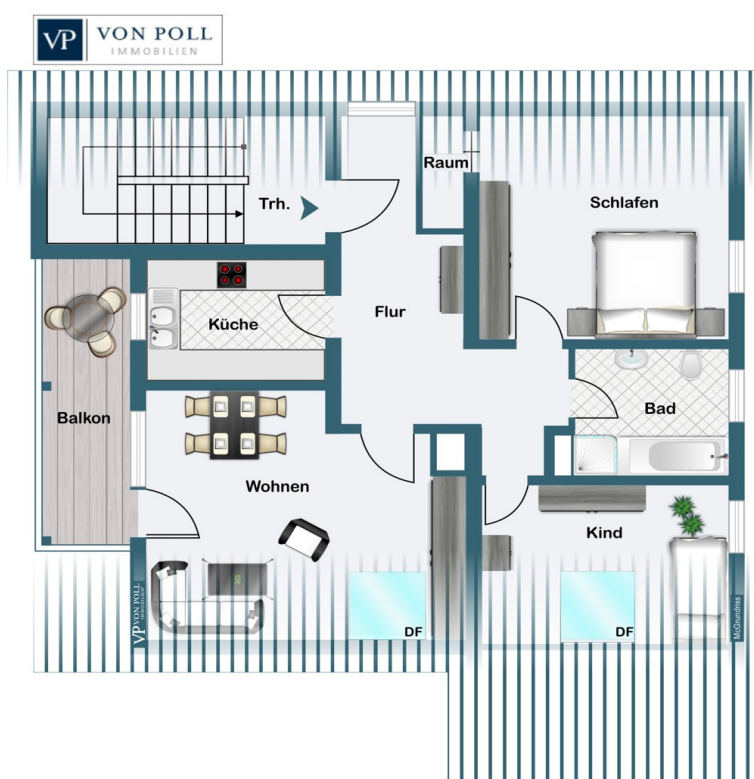 VP VON POLL
IMMOBILIEN
Raum
Trh.
Schlafen
Küche
Flur
Balkon
Bad
Wohnen
Kind
DF
DF
VP VON POLL
IMMOBILIEN
McGrundriss